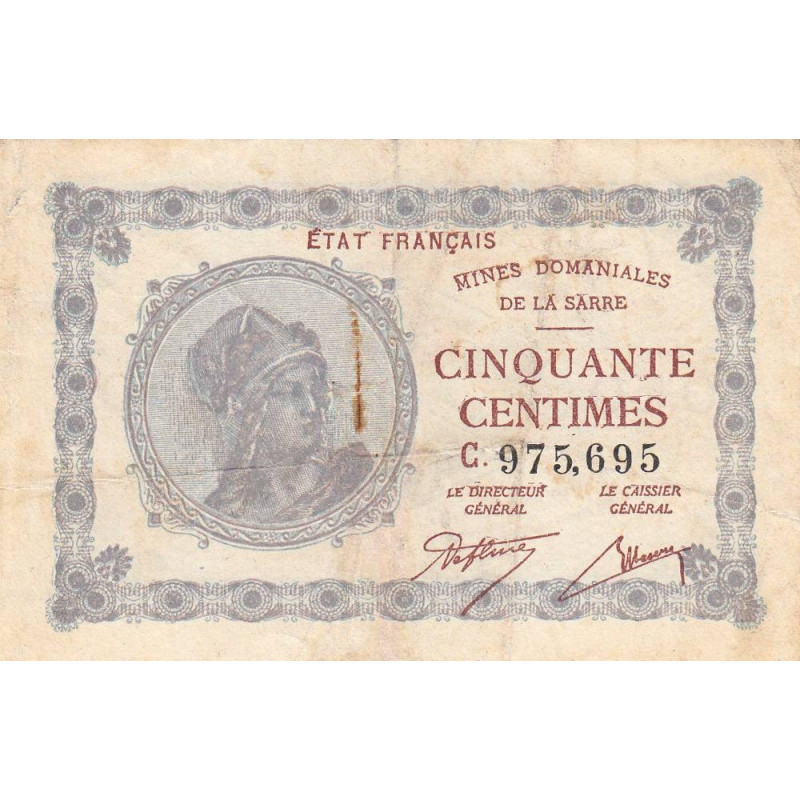 ÉTAT FRANÇAIS
MINES DOMANIALES
DE LA SARRE
CINQUANTE
CENTIMES
C. 975,695
LE DIRECTEUR GÉNÉRAL
LE CAISSIER GÉNÉRAL